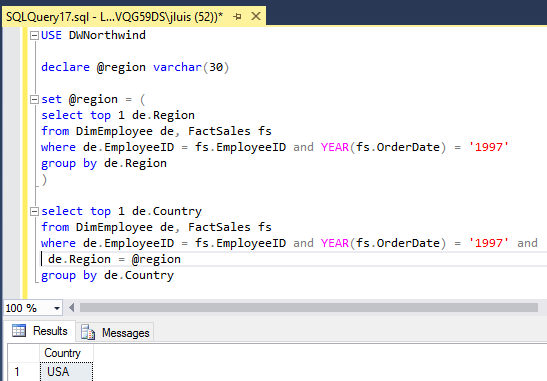 SQLQuery17.sql - L...VQG59DS\jluis (52))*
USE DWNorthwind
declare @region varchar(30)
set @region = (
select top 1 de.Region
from DimEmployee de, FactSales fs
where de.EmployeeID = fs.EmployeeID and YEAR(fs.OrderDate) = '1997'
group by de.Region
)
select top 1 de.Country
from DimEmployee de, FactSales fs
where de.EmployeeID = fs.EmployeeID and YEAR(fs.OrderDate) = '1997' and
de.Region = @region
group by de.Country
100 %
Results Messages
Country
1 USA